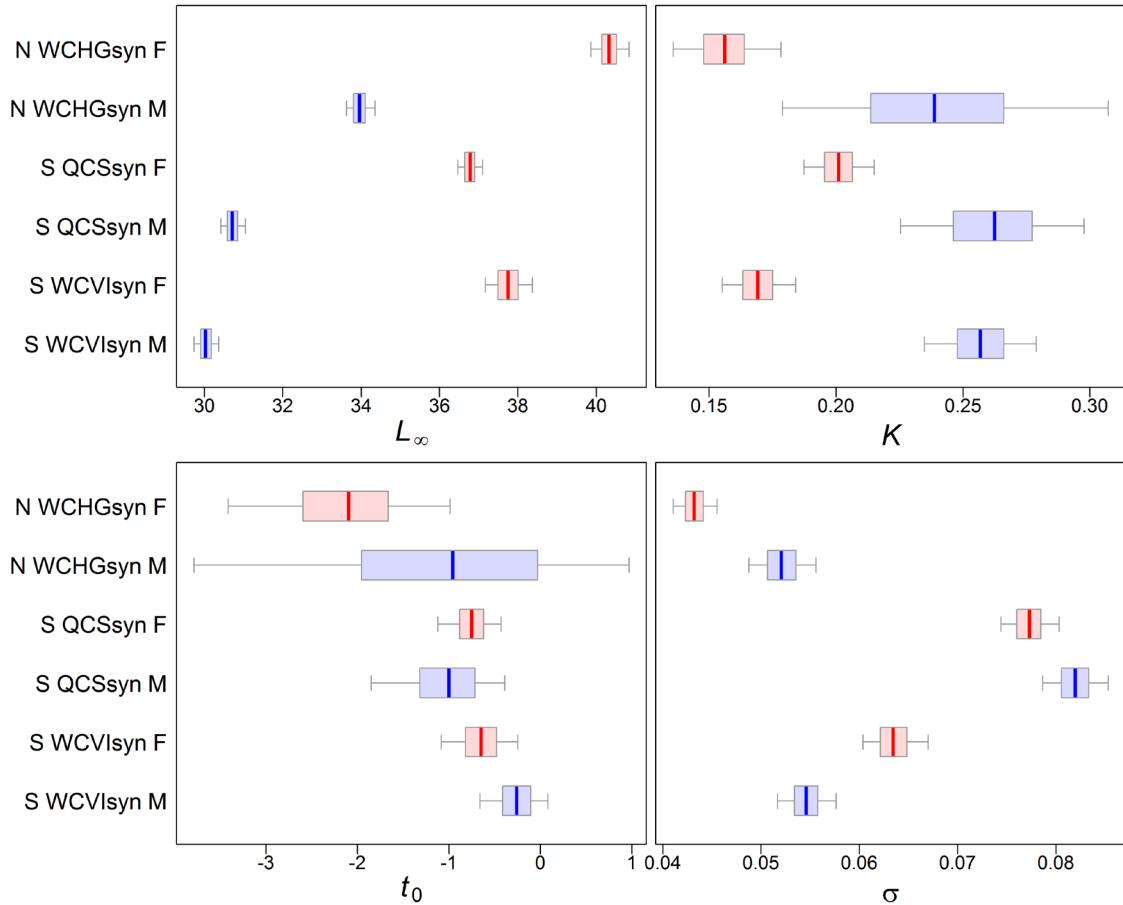 N WCHGsyn F
N WCHGsyn M
S QCSsyn F
S QCSsyn M
S WCVIsyn F
S WCVIsyn M
30 32 34 36 38 40
0.15 0.20 0.25 0.30
L∞
K
N WCHGsyn F
N WCHGsyn M
S QCSsyn F
S QCSsyn M
S WCVIsyn F
S WCVIsyn M
-3 -1 -1 0 1
0.04 0.05 0.06 0.07 0.08
t0
σ